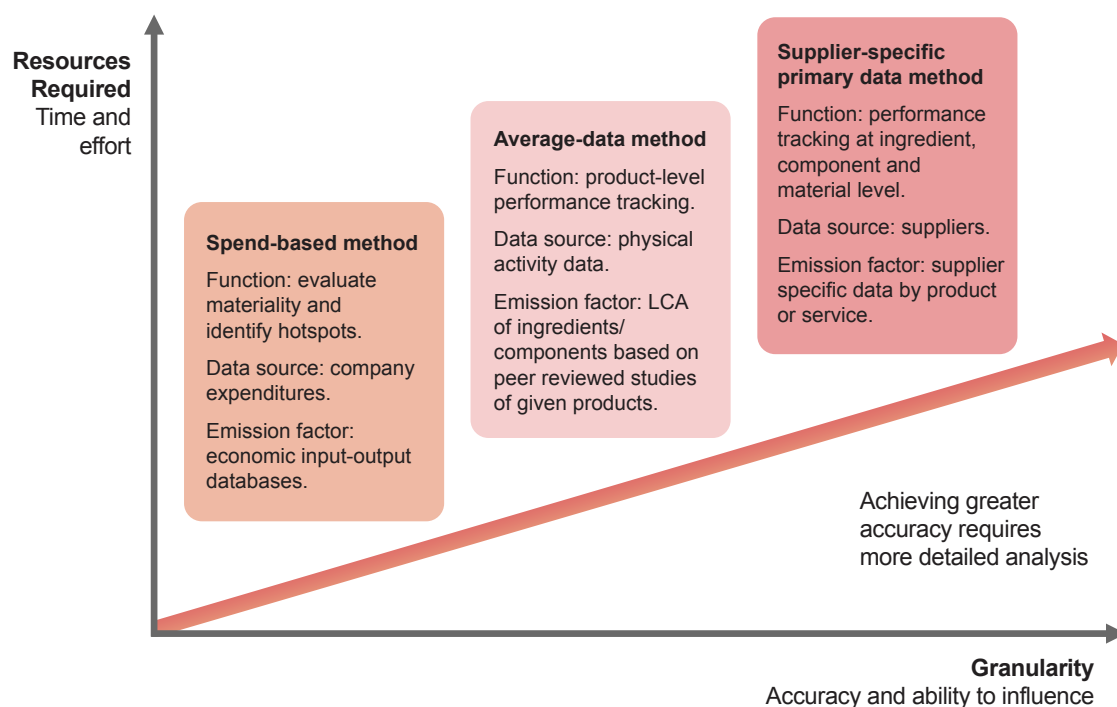 Resources
Required
Time and
effort
Spend-based method
Function: evaluate
materiality and
identify hotspots.
Data source: company
expenditures.
Emission factor:
economic input-output
databases.
Average-data method
Function: product-level
performance tracking.
Data source: physical
activity data.
Emission factor: LCA
of ingredients/
components based on
peer reviewed studies
of given products.
Supplier-specific
primary data method
Function: performance
tracking at ingredient,
component and
material level.
Data source: suppliers.
Emission factor: supplier
specific data by product
or service.
Achieving greater
accuracy requires
more detailed analysis
Granularity
Accuracy and ability to influence